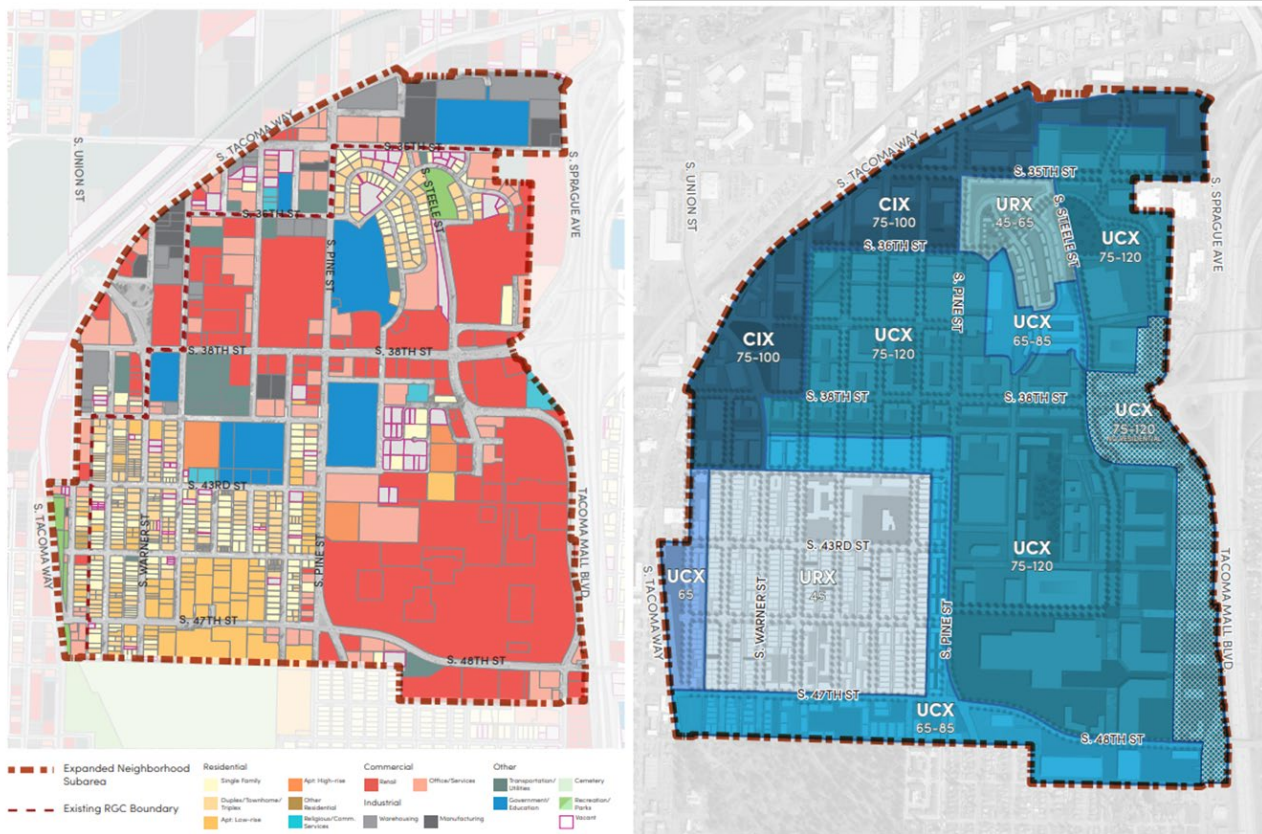 S. TACOMA WAY
S. UNION ST
S. 35TH ST
S. STEELE ST
S. SPRAGUE AVE
S. 36TH ST
S. PINE ST
S. 38TH ST
S. 38TH ST
S. 43RD ST
S. TACOMA WAY
S. WARNER ST
S. PINE ST
TACOMA MALL BLVD.
S. 47TH ST
S. 48TH ST
Expanded Neighborhood
Subarea
Existing RGC Boundary
Residential
Single Family
Duplex/Townhome/
Triplex
Apt: Low-rise
Apt: High-rise
Other
Residential
Religious/Comm.
Services
Commercial
Retail
Office/Services
Industrial
Warehousing
Manufacturing
Other
Transportation/
Utilities
Government/
Education
Cemetery
Recreation/
Parks
Vacant
S. TACOMA WAY
S. UNION ST
S. 35TH ST
S. SPRAGUE AVE
CIX
75-100
URX
45-65
S. STEELE ST
UCX
75-120
S. 36TH ST
S. PINE ST
UCX
65-85
CIX
75-100
UCX
75-120
S. 38TH ST
S. 38TH ST
UCX
75-120
S. 43RD ST
UCX
75-120
UCX
65
URX
45
S. TACOMA WAY
S. WARNER ST
S. PINE ST
TACOMA MALL BLVD.
S. 47TH ST
UCX
65-85
S. 48TH ST